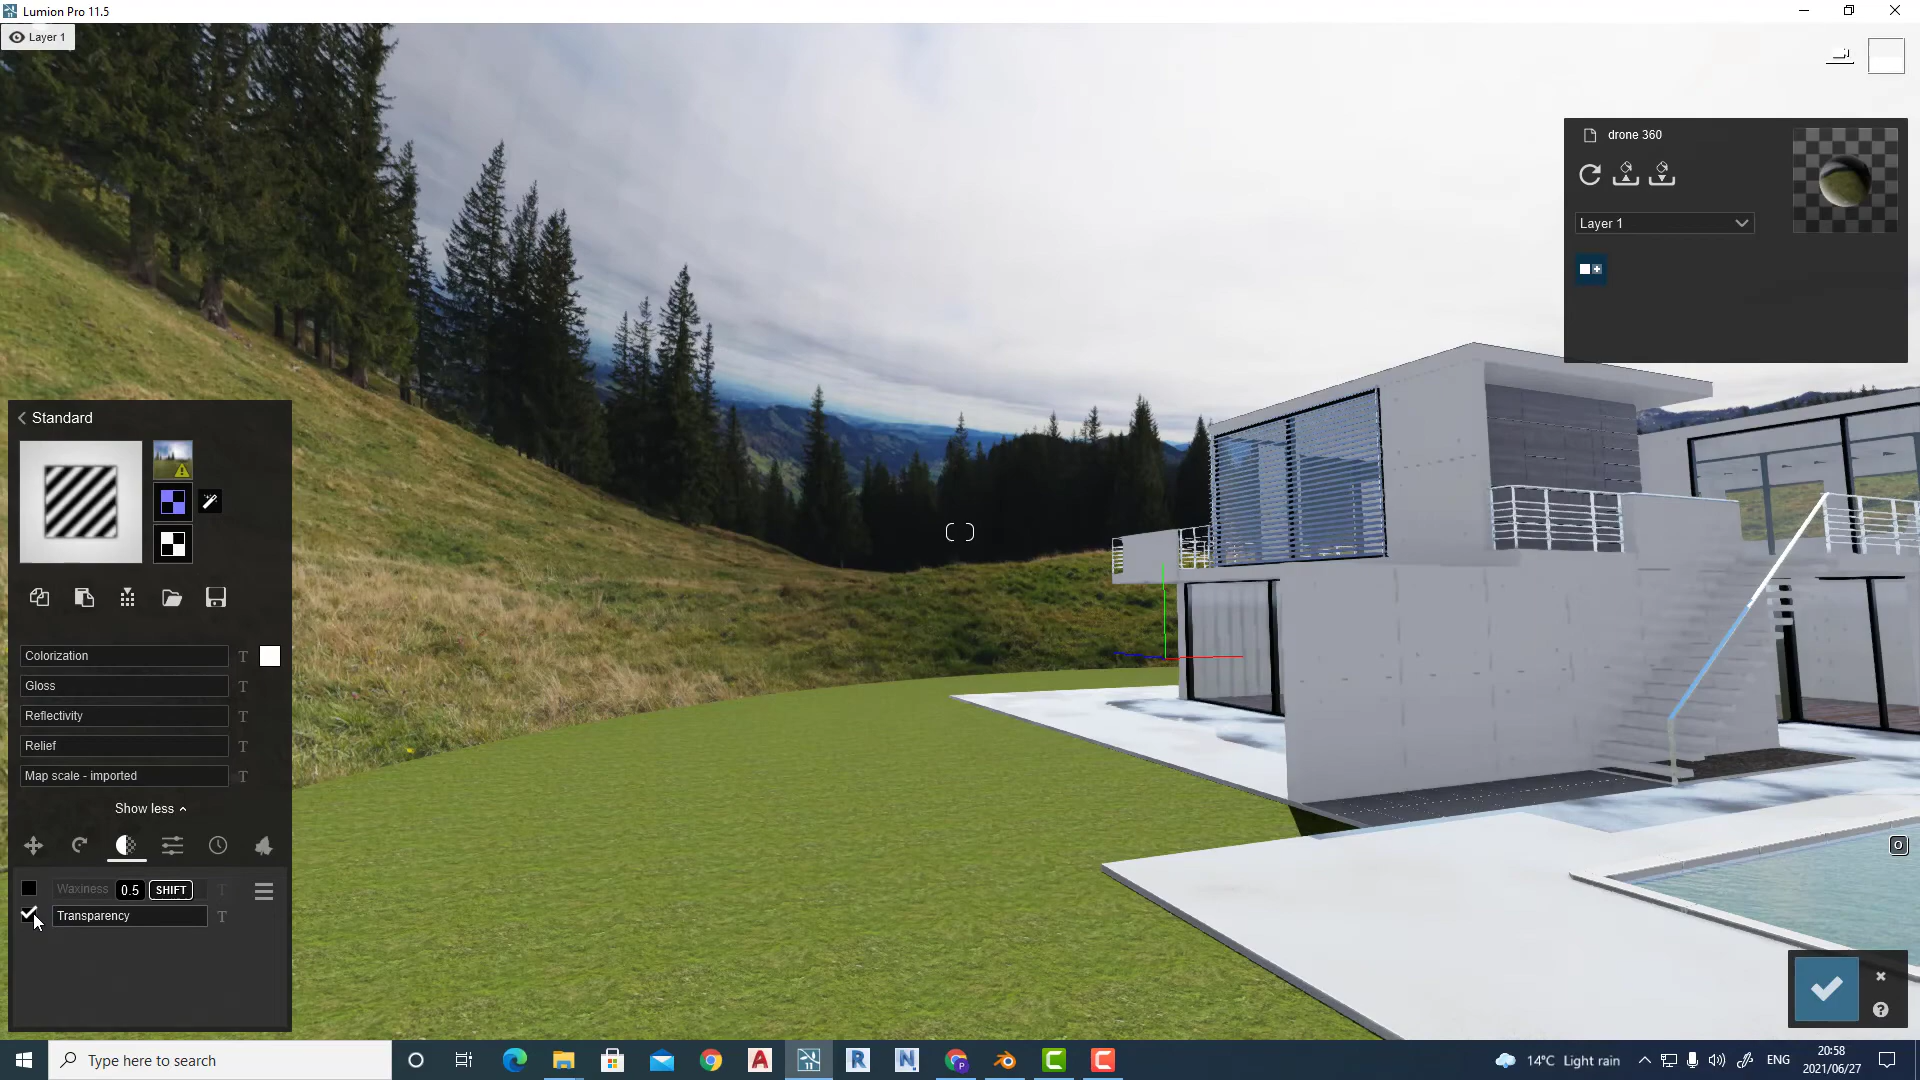 Lumion Pro 11.5
Layer 1
drone 360
Layer 1
Standard
Colorization T
Gloss T
Reflectivity T
Relief T
Map scale - imported T
Show less
Waxiness 0.5 SHIFT T
Transparency T
O
Type here to search
14°C Light rain
ENG
20:58
2021/06/27